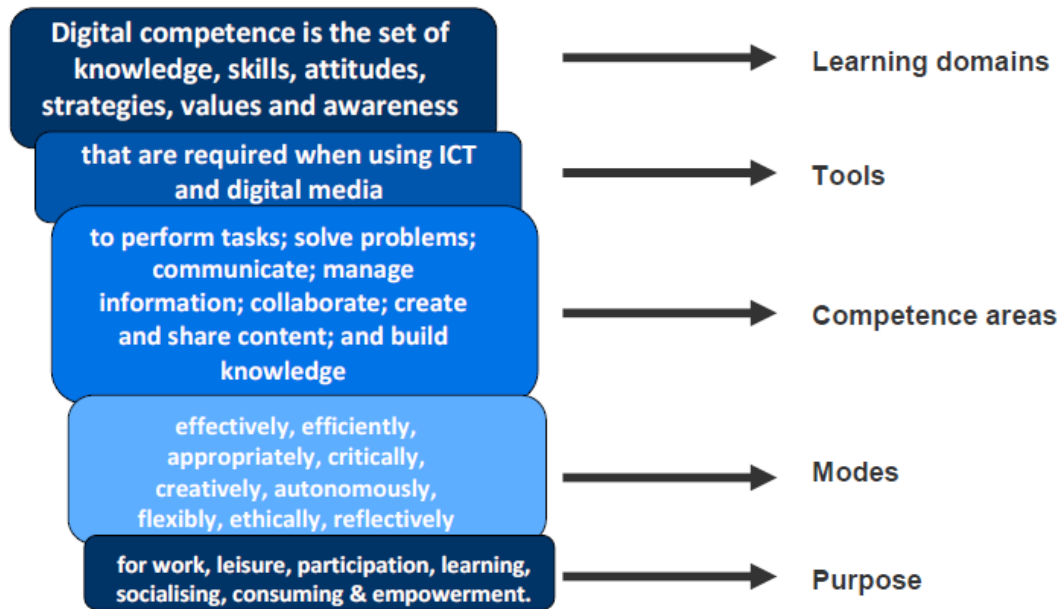 Digital competence is the set of
knowledge, skills, attitudes,
strategies, values and awareness
Learning domains
that are required when using ICT
and digital media
Tools
to perform tasks; solve problems;
communicate; manage
information; collaborate; create
and share content; and build
knowledge
Competence areas
effectively, efficiently,
appropriately, critically,
creatively, autonomously,
flexibly, ethically, reflectively
Modes
for work, leisure, participation, learning,
socialising, consuming & empowerment.
Purpose